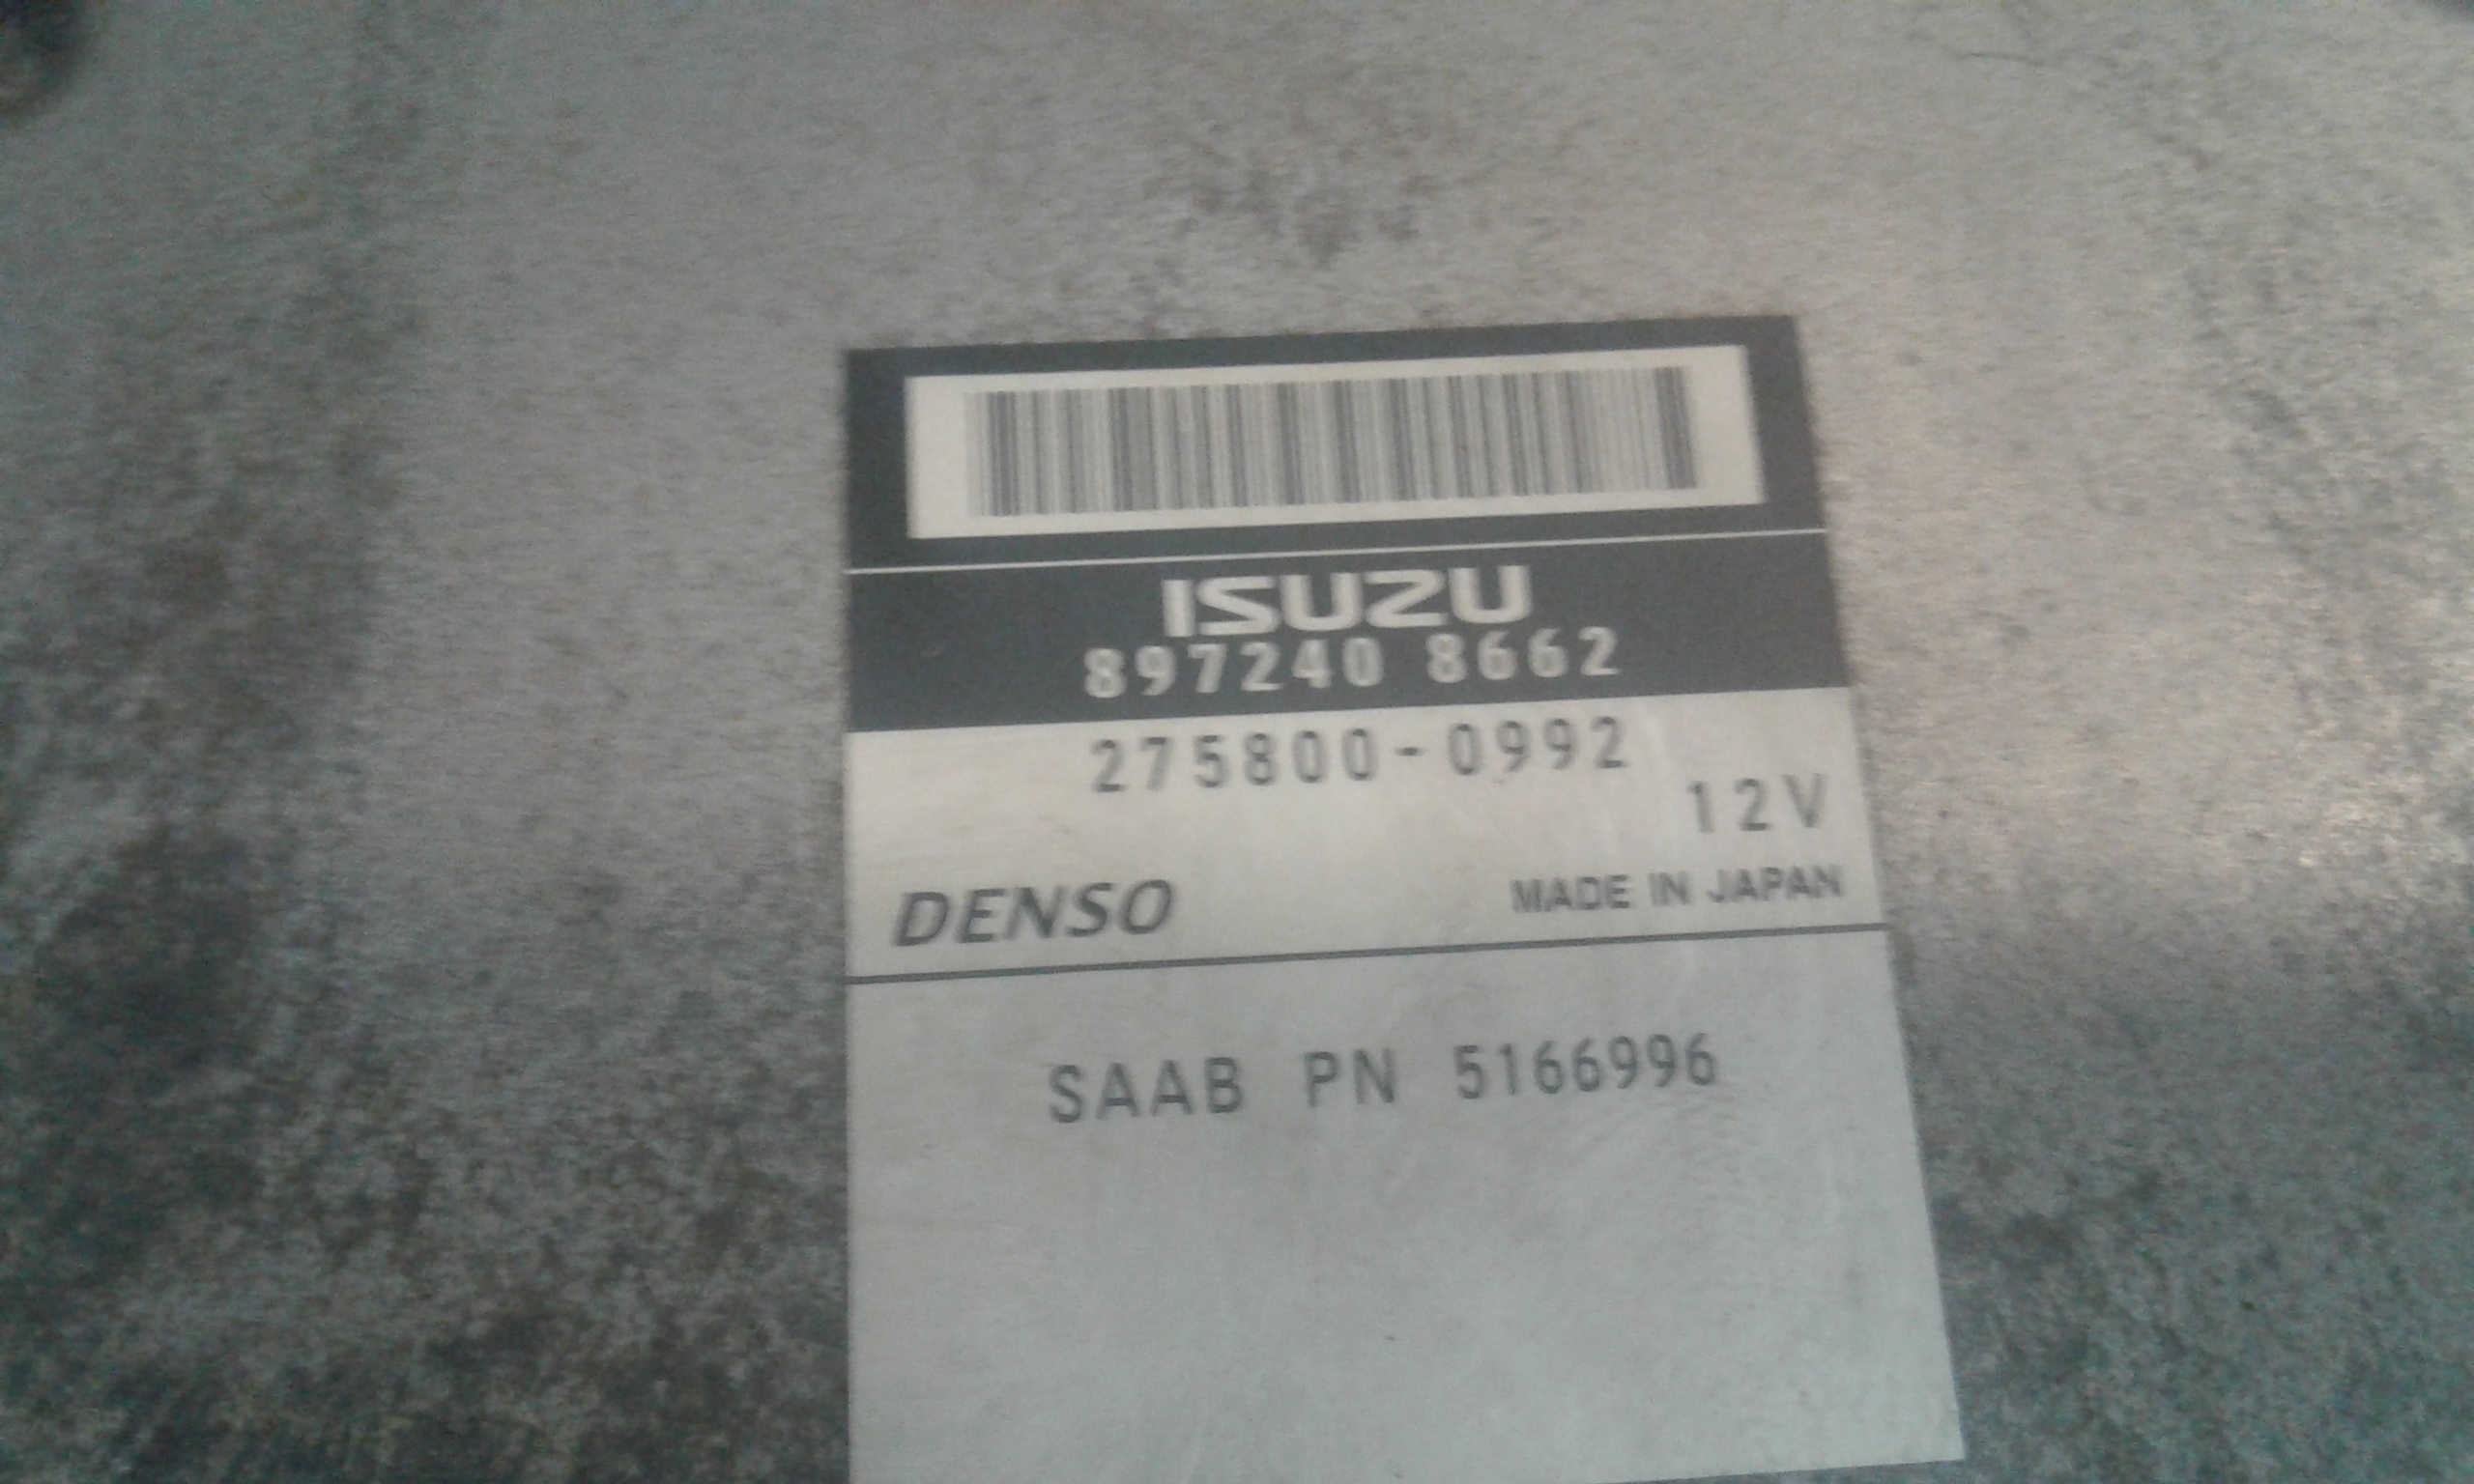 ISUZU
897240 8662
275800-0992
12V
DENSO MADE IN JAPAN
SAAB PN 5166996